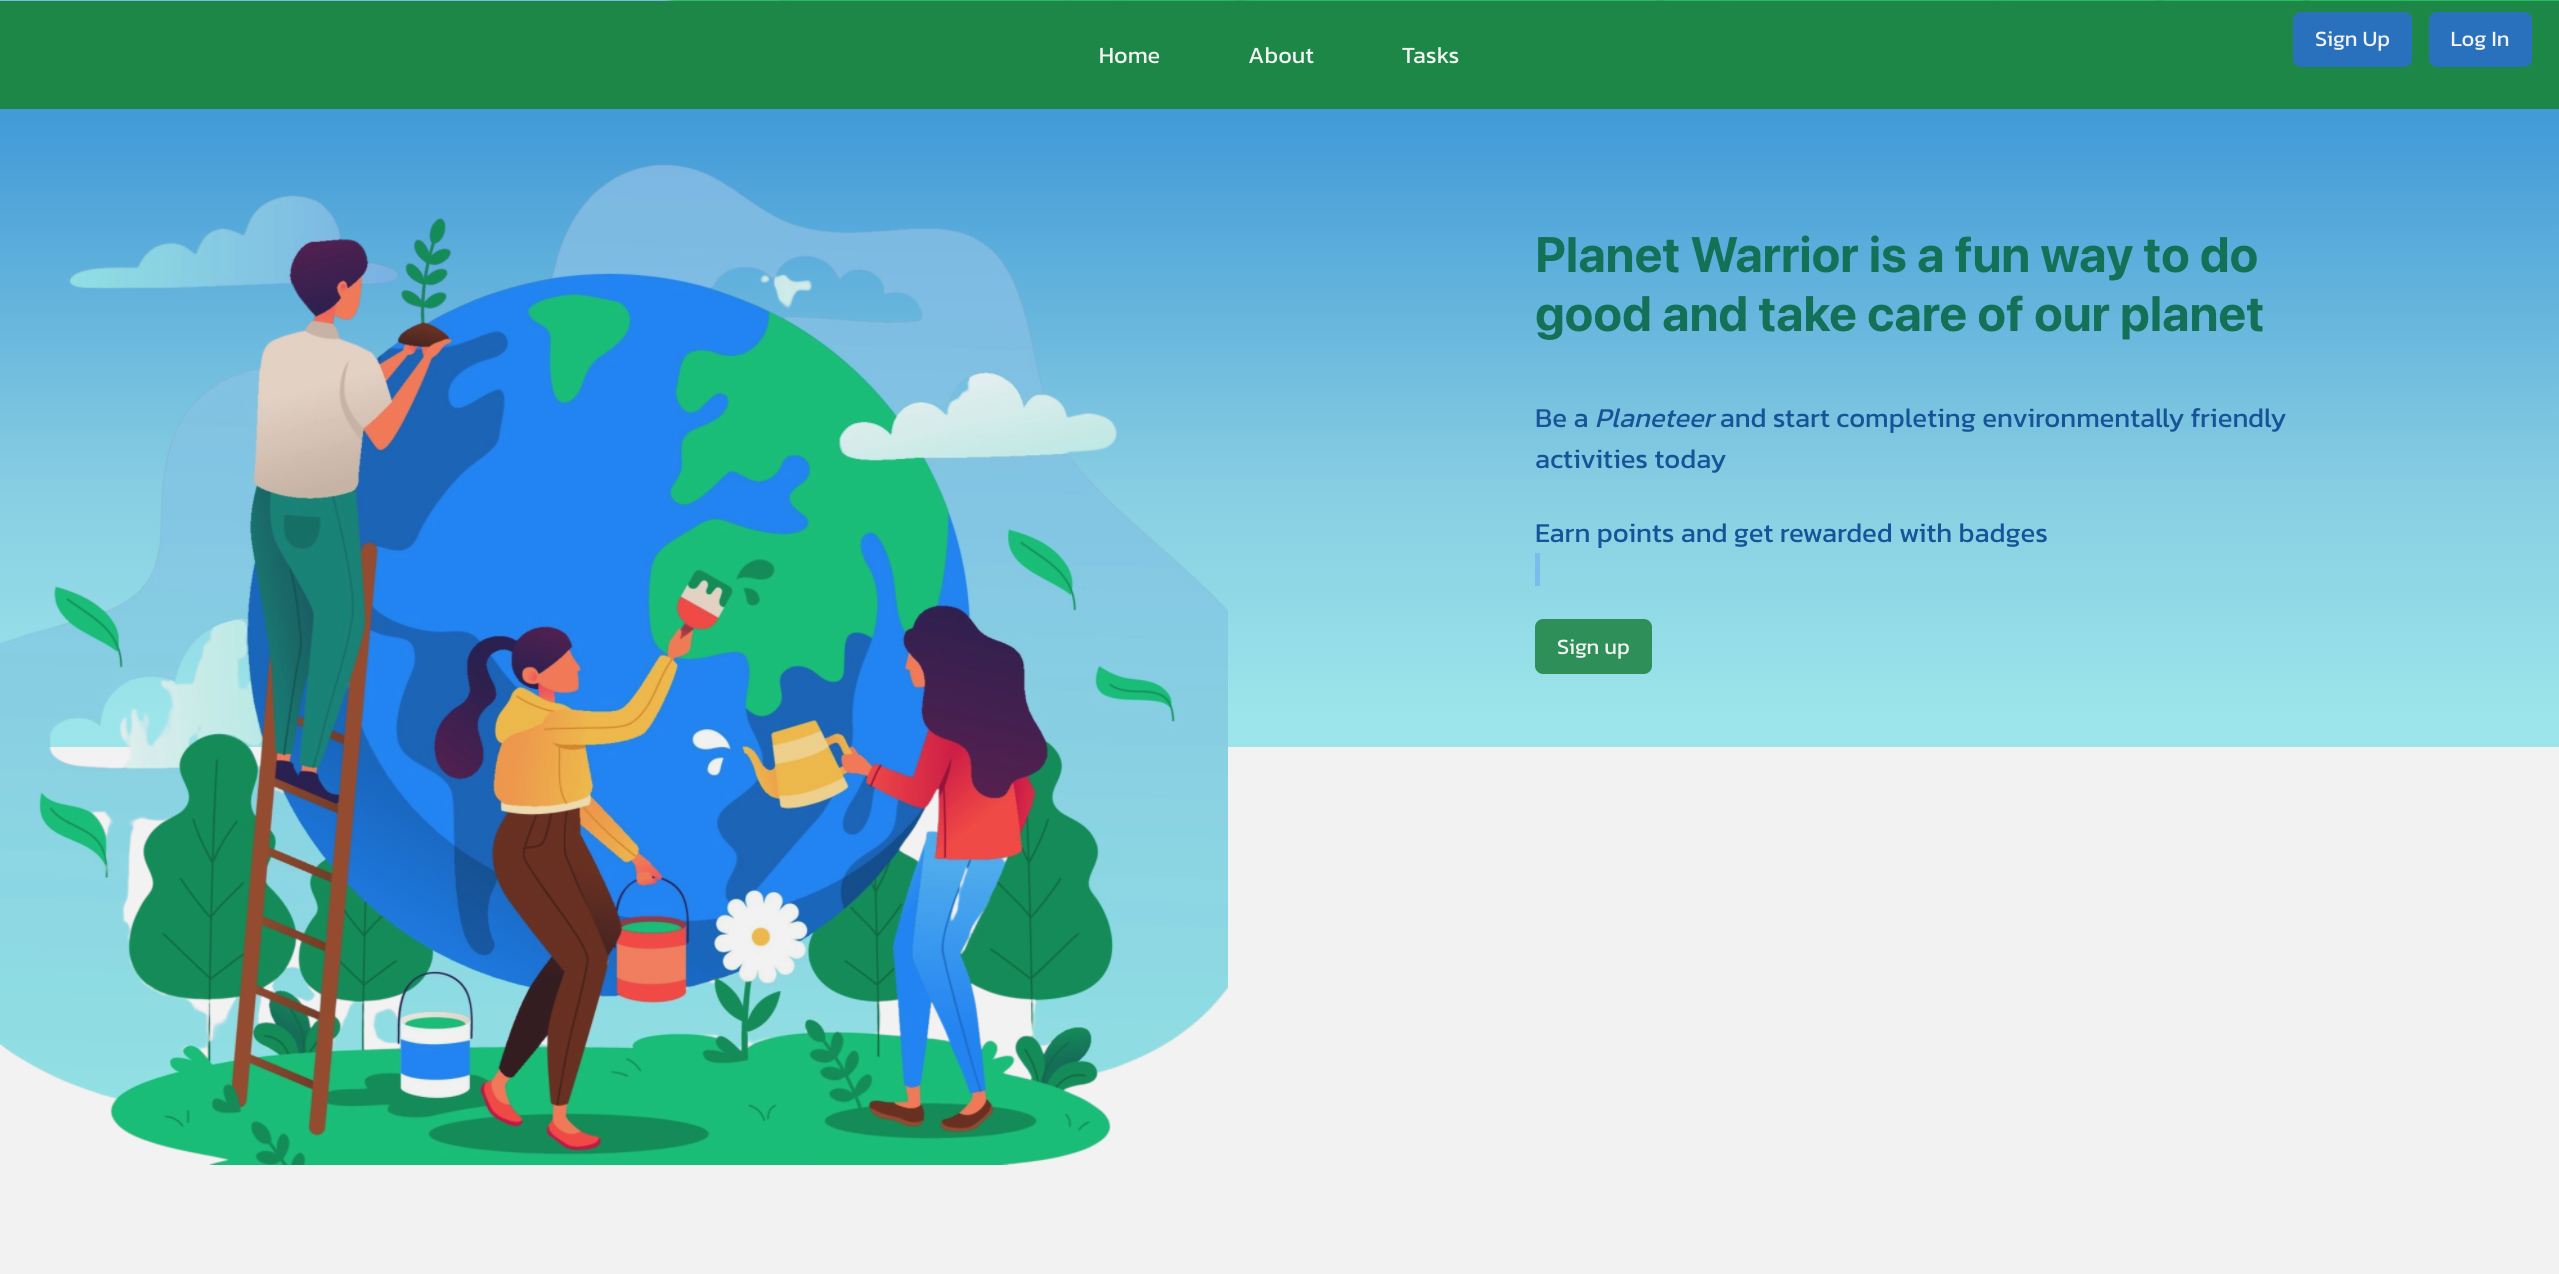 Home About Tasks Sign Up Log In
Planet Warrior is a fun way to do
good and take care of our planet
Be a Planeteer and start completing environmentally friendly
activities today
Earn points and get rewarded with badges
Sign up